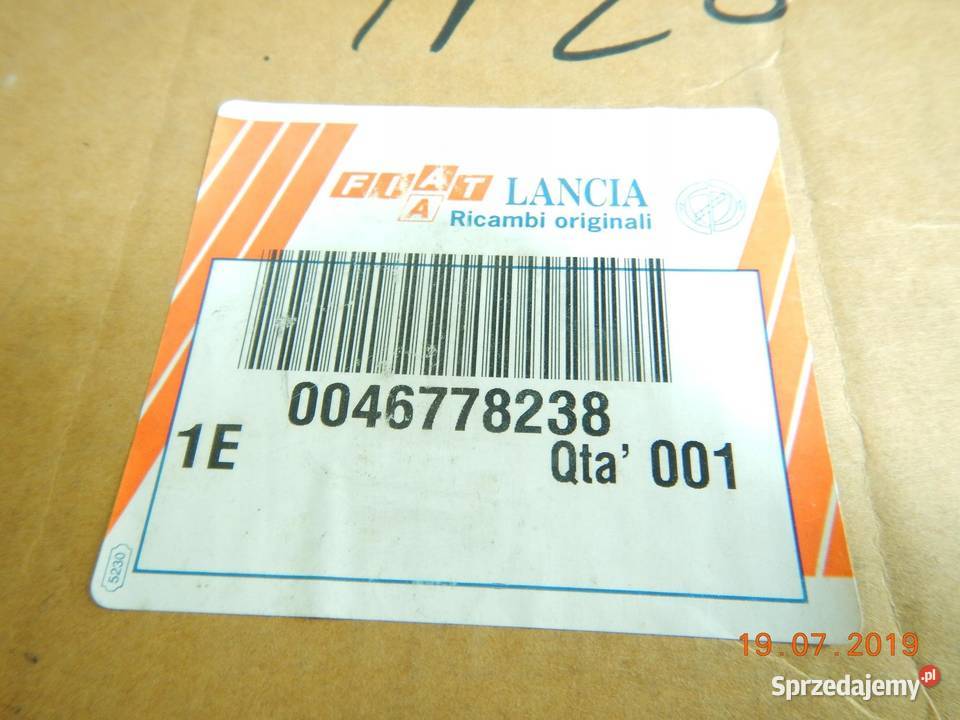 FIAT LANCIA
Ricambi originali
0046778238
1E Qta' 001
5230
19.07.2019
Sprzedajemy.pl